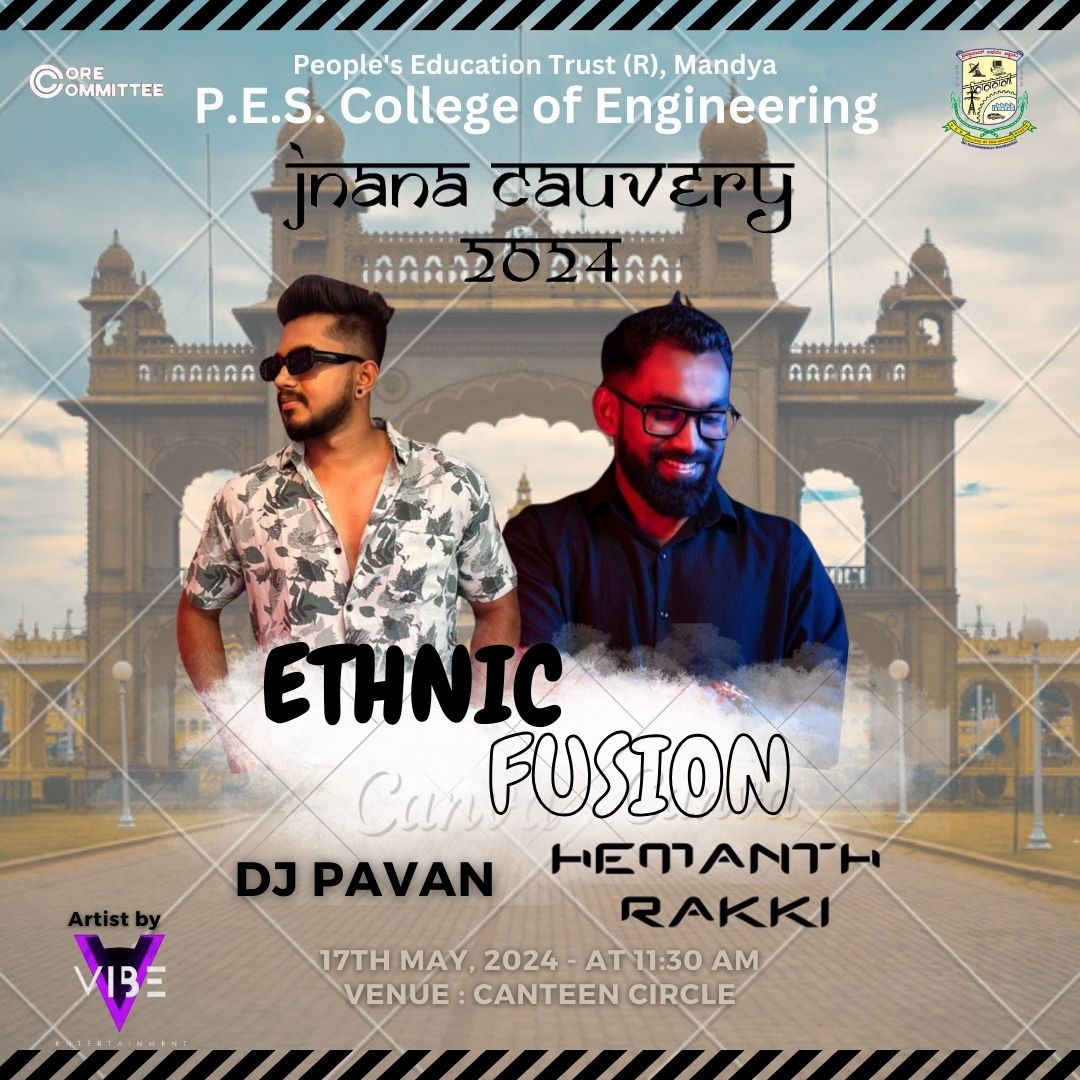 CORE
COMMITTEE
People's Education Trust (R), Mandya
P.E.S. College of Engineering
jnana cauvery
2024
ETHNIC
FUSION
Canva
DJ PAVAN
HEMANTH
RAKKI
Artist by
VIBE
ENTERTAINMENT
17TH MAY, 2024 - AT 11:30 AM
VENUE : CANTEEN CIRCLE